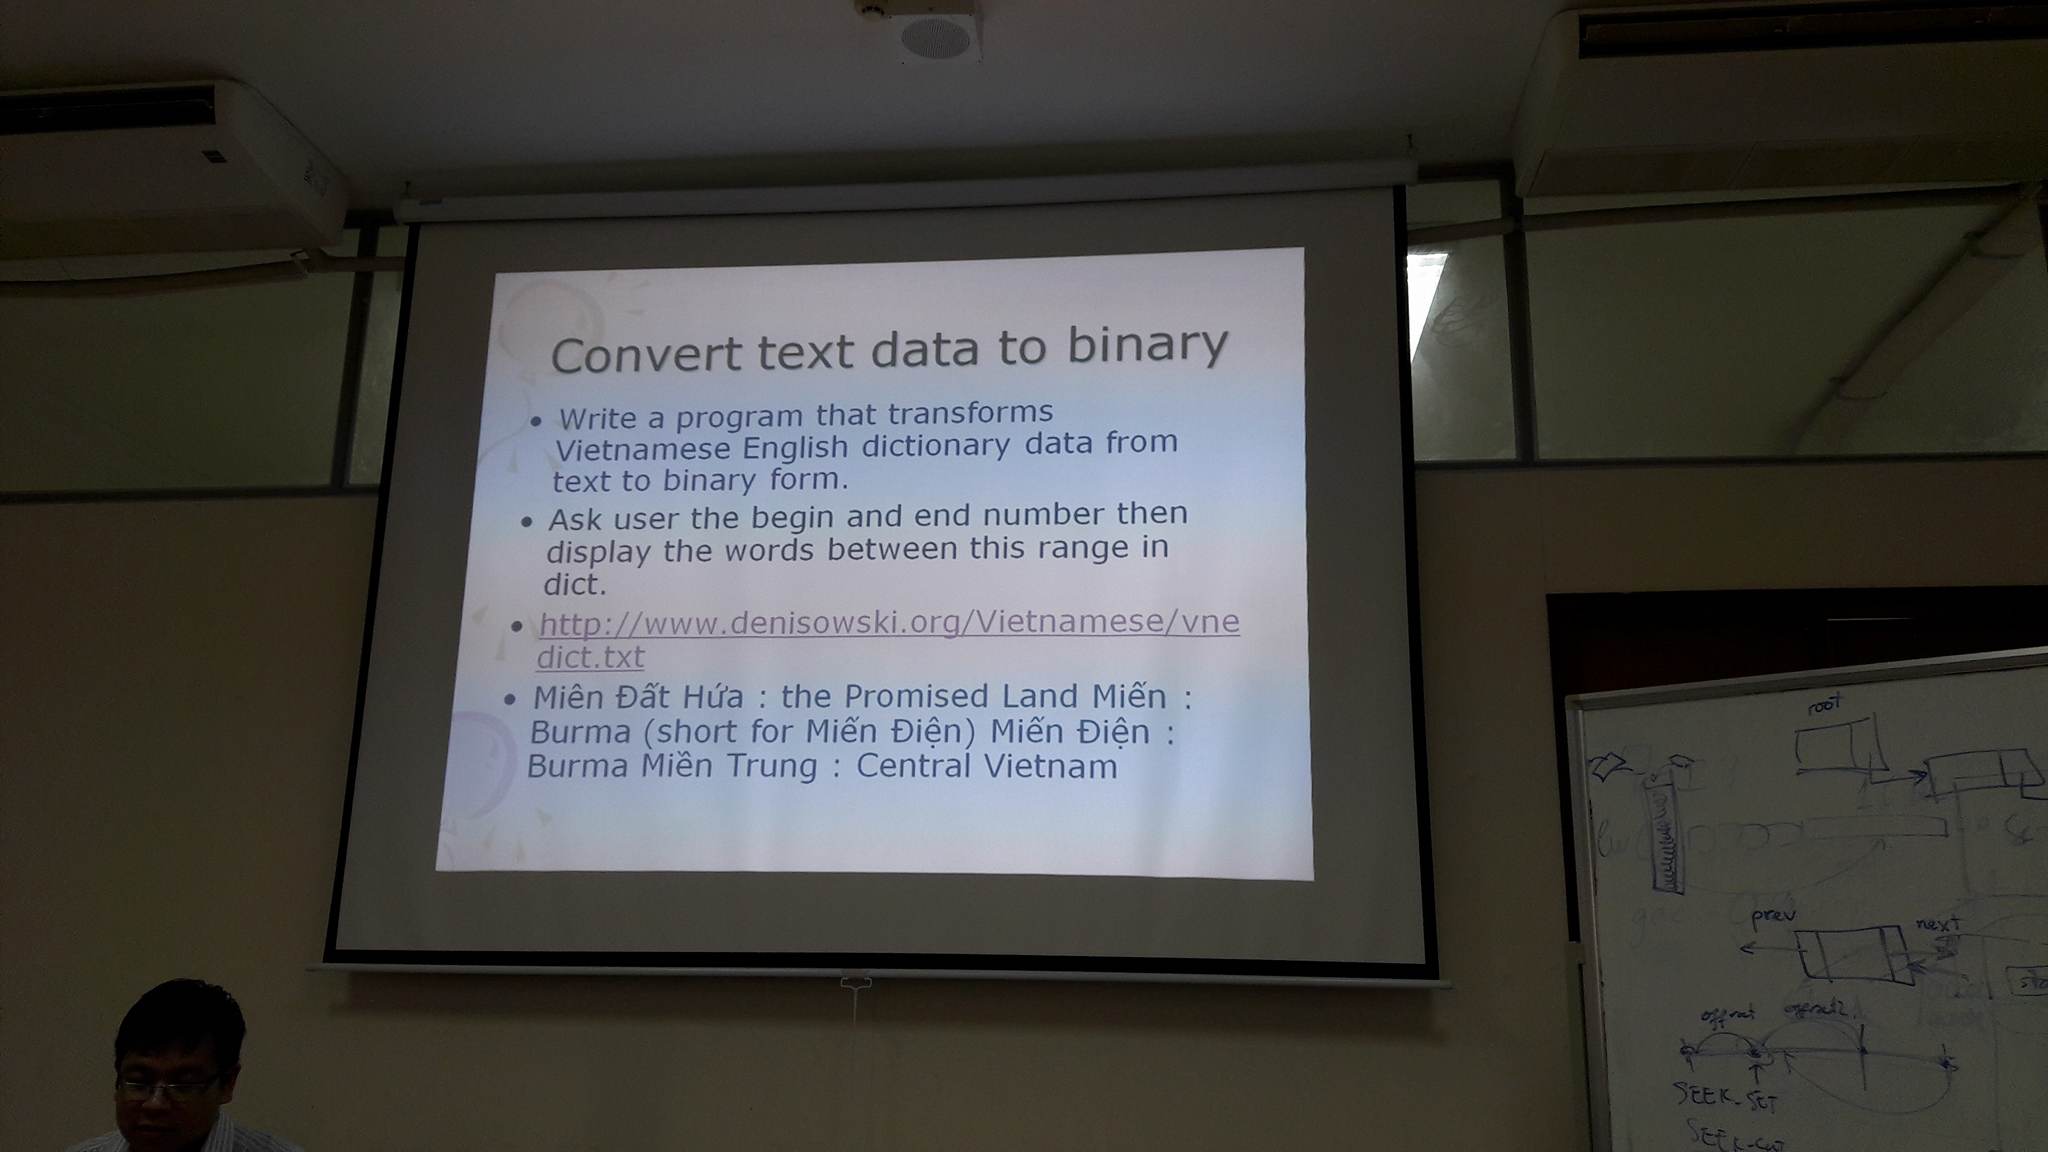 Convert text data to binary
• Write a program that transforms
Vietnamese English dictionary data from
text to binary form.
• Ask user the begin and end number then
display the words between this range in
dict.
• http://www.denisowski.org/Vietnamese/vne
dict.txt
• Miên Đất Hứa : the Promised Land Miến :
Burma (short for Miến Điện) Miến Điện :
Burma Miền Trung : Central Vietnam
root
prev
next
offset
offset2
SEEK_SET